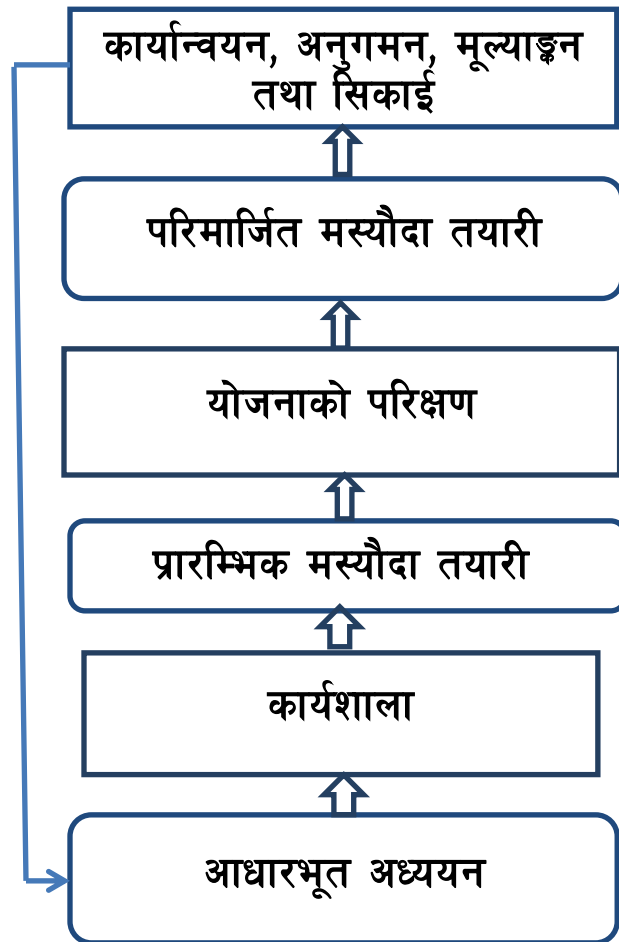 कार्यान्वयन, अनुगमन, मूल्याङ्कन
तथा सिकाई
परिमार्जित मस्यौदा तयारी
योजनाको परिक्षण
प्रारम्भिक मस्यौदा तयारी
कार्यशाला
आधारभूत अध्ययन